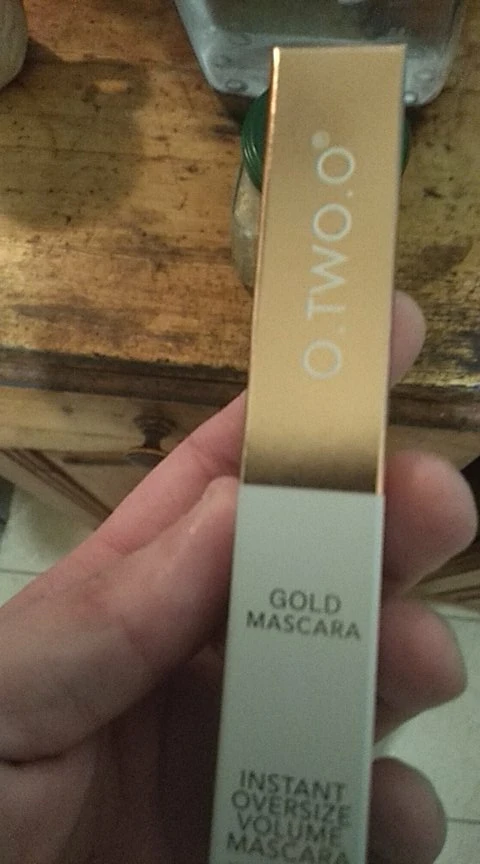 O.TWO.O®
GOLD
MASCARA
INSTANT
OVERSIZE
VOLUME
MASCARA